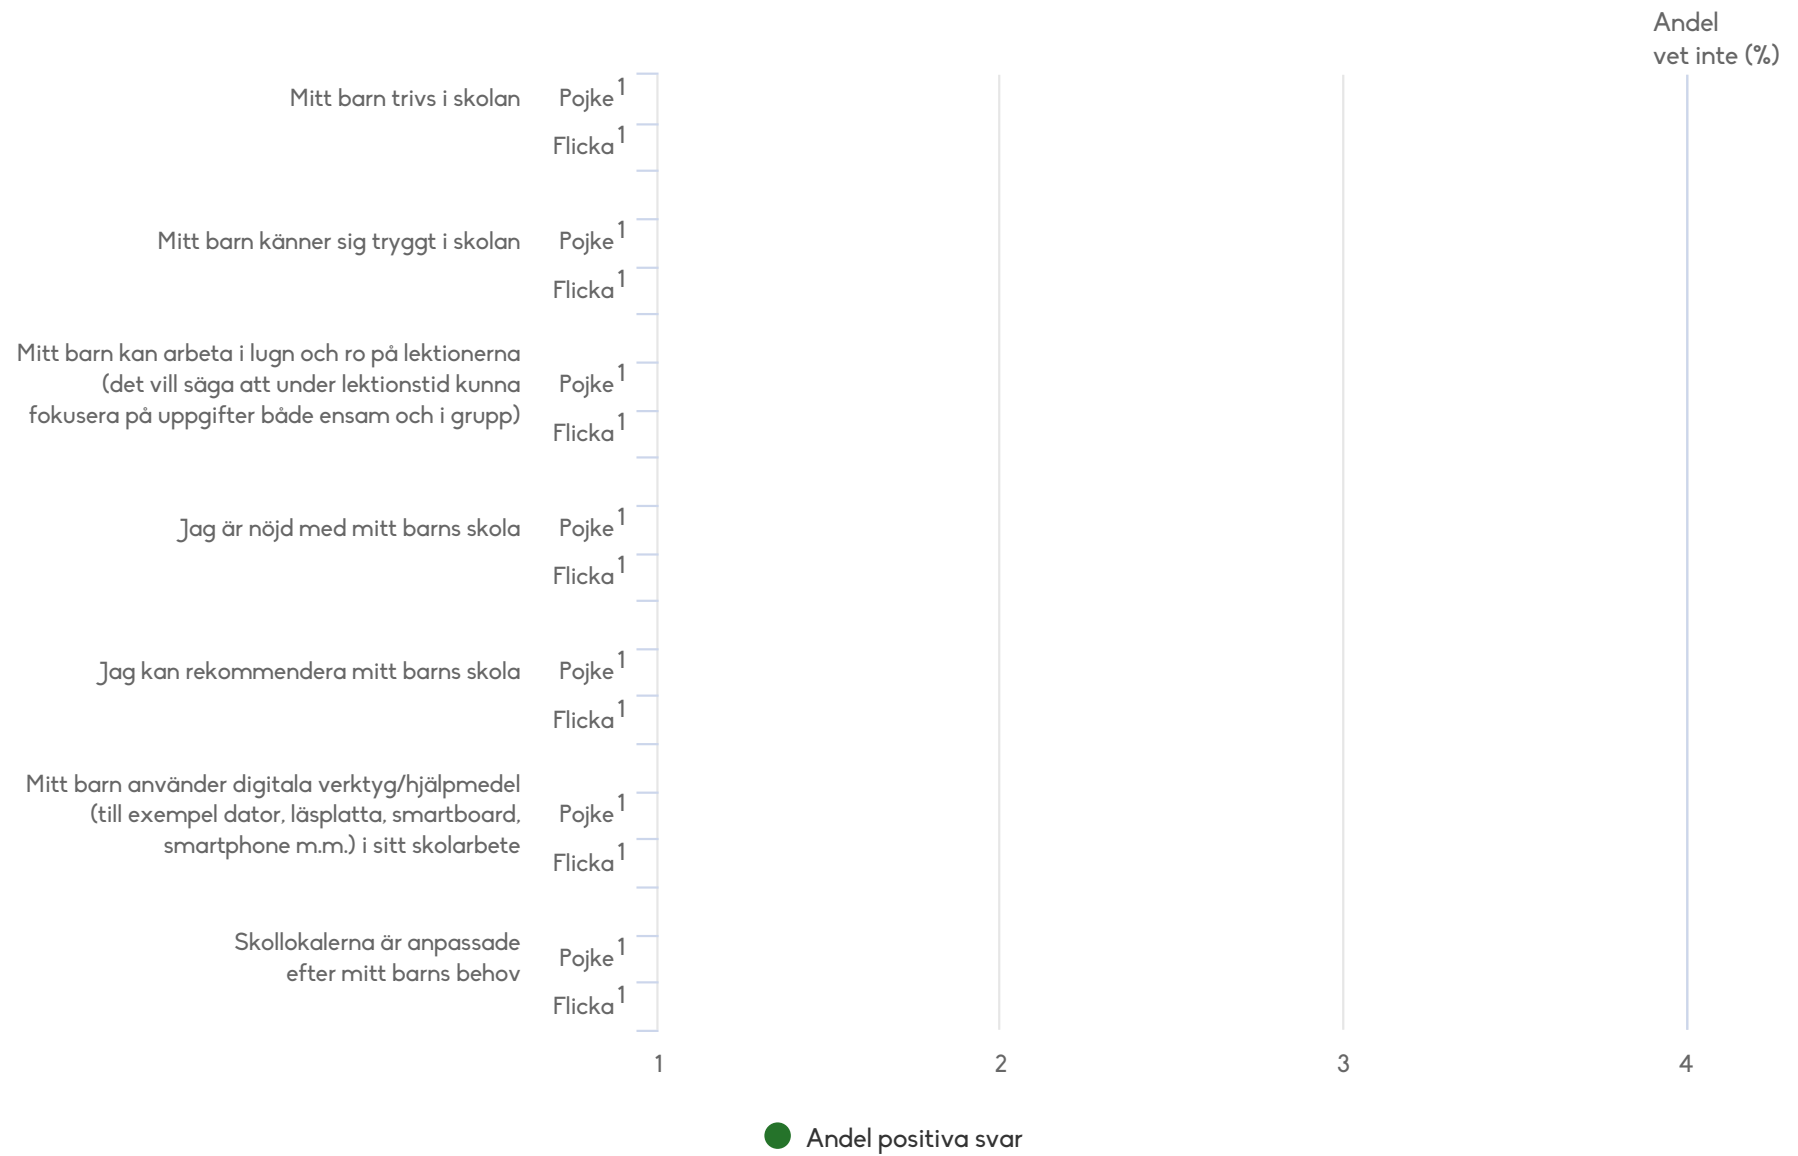 Andel
vet inte (%)
Mitt barn trivs i skolan Pojke 1
Flicka 1
Mitt barn känner sig tryggt i skolan Pojke 1
Flicka 1
Mitt barn kan arbeta i lugn och ro på lektionerna
(det vill säga att under lektionstid kunna Pojke 1
fokusera på uppgifter både ensam och i grupp)
Flicka 1
Jag är nöjd med mitt barns skola Pojke 1
Flicka 1
Jag kan rekommendera mitt barns skola Pojke 1
Flicka 1
Mitt barn använder digitala verktyg/hjälpmedel
(till exempel dator, läsplatta, smartboard, Pojke 1
smartphone m.m.) i sitt skolarbete
Flicka 1
Skollokalerna är anpassade
Pojke 1
efter mitt barns behov
Flicka 1
1 2 3 4
Andel positiva svar